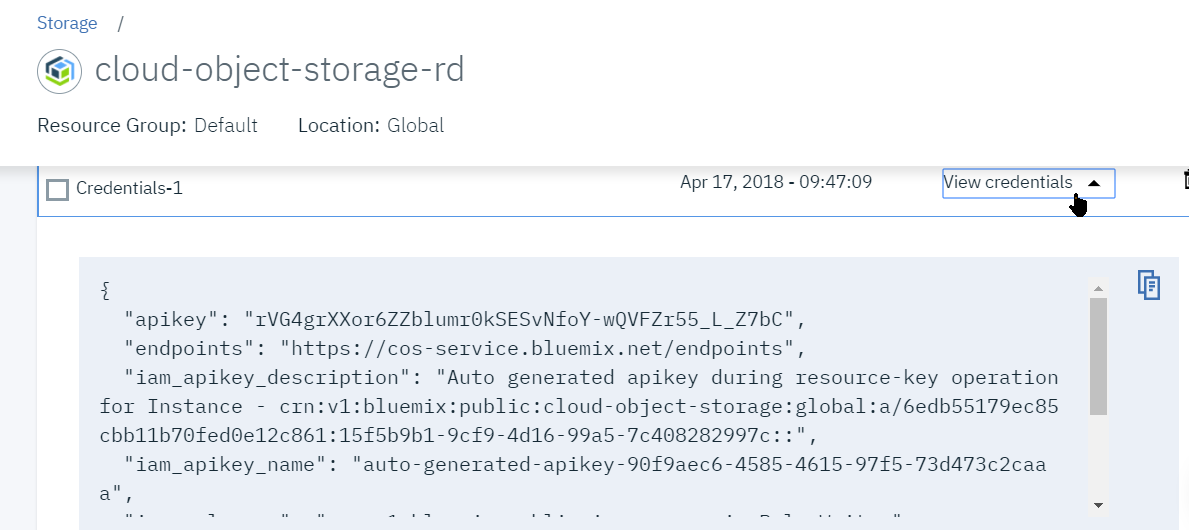 Storage /
cloud-object-storage-rd
Resource Group: Default Location: Global
Credentials-1 Apr 17, 2018 - 09:47:09 View credentials
{
"apikey": "rVG4grXXor6ZZblumr0kSESvNfoY-wQVFZr55_L_Z7bC",
"endpoints": "https://cos-service.bluemix.net/endpoints",
"iam_apikey_description": "Auto generated apikey during resource-key operation
for Instance - crn:v1:bluemix:public:cloud-object-storage:global:a/6edb55179ec85
cbb11b70fed0e12c861:15f5b9b1-9cf9-4d16-99a5-7c408282997c::",
"iam_apikey_name": "auto-generated-apikey-90f9aec6-4585-4615-97f5-73d473c2caa
a",